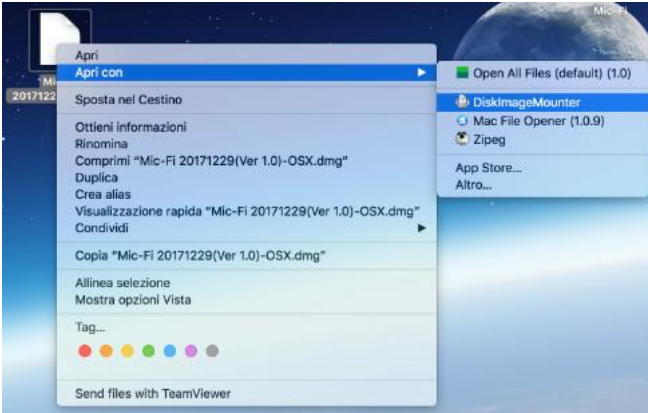 Mic-Fi
Mi
2017122
Apri
Apri con
Sposta nel Cestino
Ottieni informazioni
Rinomina
Comprimi “Mic-Fi 20171229(Ver 1.0)-OSX.dmg”
Duplica
Crea alias
Visualizzazione rapida “Mic-Fi 20171229(Ver 1.0)-OSX.dmg”
Condividi
Copia “Mic-Fi 20171229(Ver 1.0)-OSX.dmg”
Allinea selezione
Mostra opzioni Vista
Tag...
Send files with TeamViewer
Open All Files (default) (1.0)
DiskImageMounter
Mac File Opener (1.0.9)
Zipeg
App Store...
Altro...